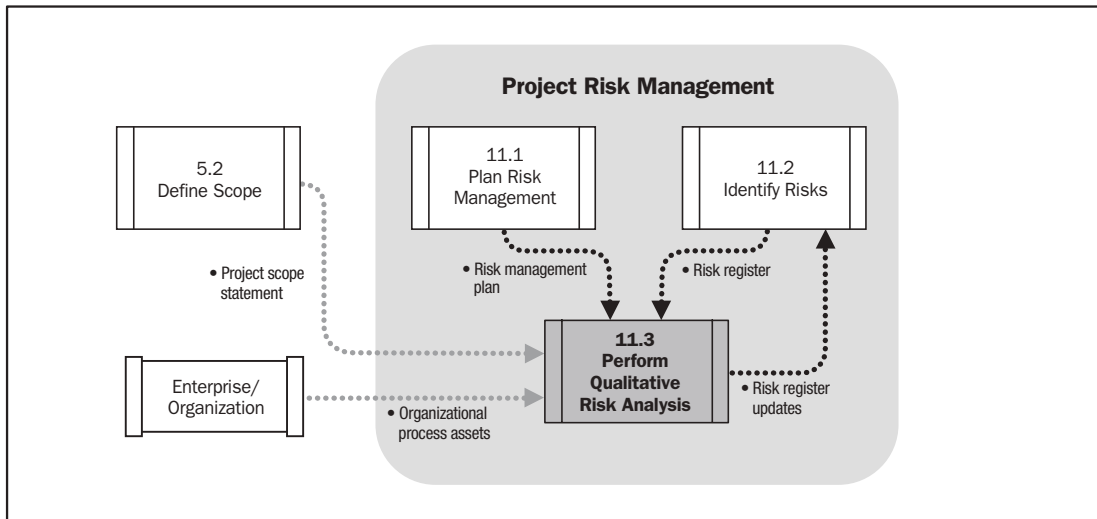 Project Risk Management
5.2
Define Scope
11.1
Plan Risk
Management
11.2
Identify Risks
• Project scope
statement
• Risk management
plan
• Risk register
11.3
Perform
Qualitative
Risk Analysis
Enterprise/
Organization
• Organizational
process assets
• Risk register
updates